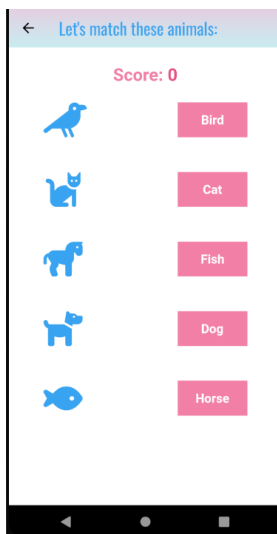 Let's match these animals:
Score: 0
Bird
Cat
Fish
Dog
Horse